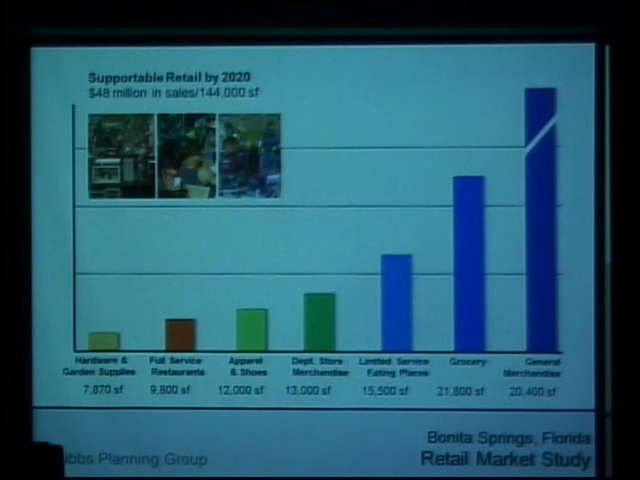 Supportable Retail by 2020
$48 million in sales/144,000 sf
Hardware & Garden Supplies
Full Service Restaurants
Apparel & Shoes
Dept. Store Merchandise
Limited Service Eating Places
Grocery
General Merchandise
7,870 sf
9,800 sf
12,000 sf
13,000 sf
15,500 sf
21,800 sf
20,400 sf
Bonita Springs, Florida
ibbs Planning Group
Retail Market Study